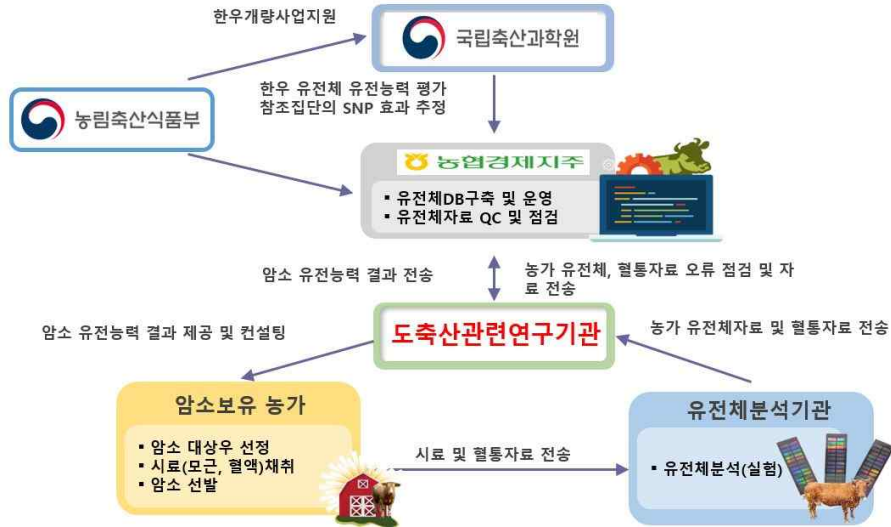 한우개량사업지원
국립축산과학원
한우 유전체 유전능력 평가
참조집단의 SNP 효과 추정
농림축산식품부
농협경제지주
▪ 유전체DB구축 및 운영
▪ 유전체자료 QC 및 점검
암소 유전능력 결과 전송
농가 유전체, 혈통자료 오류 점검 및 자
료 전송
암소 유전능력 결과 제공 및 컨설팅
도축산관련연구기관
농가 유전체자료 및 혈통자료 전송
암소보유 농가
▪ 암소 대상우 선정
▪ 시료(모근, 혈액)채취
▪ 암소 선발
시료 및 혈통자료 전송
유전체분석기관
▪ 유전체분석(실험)